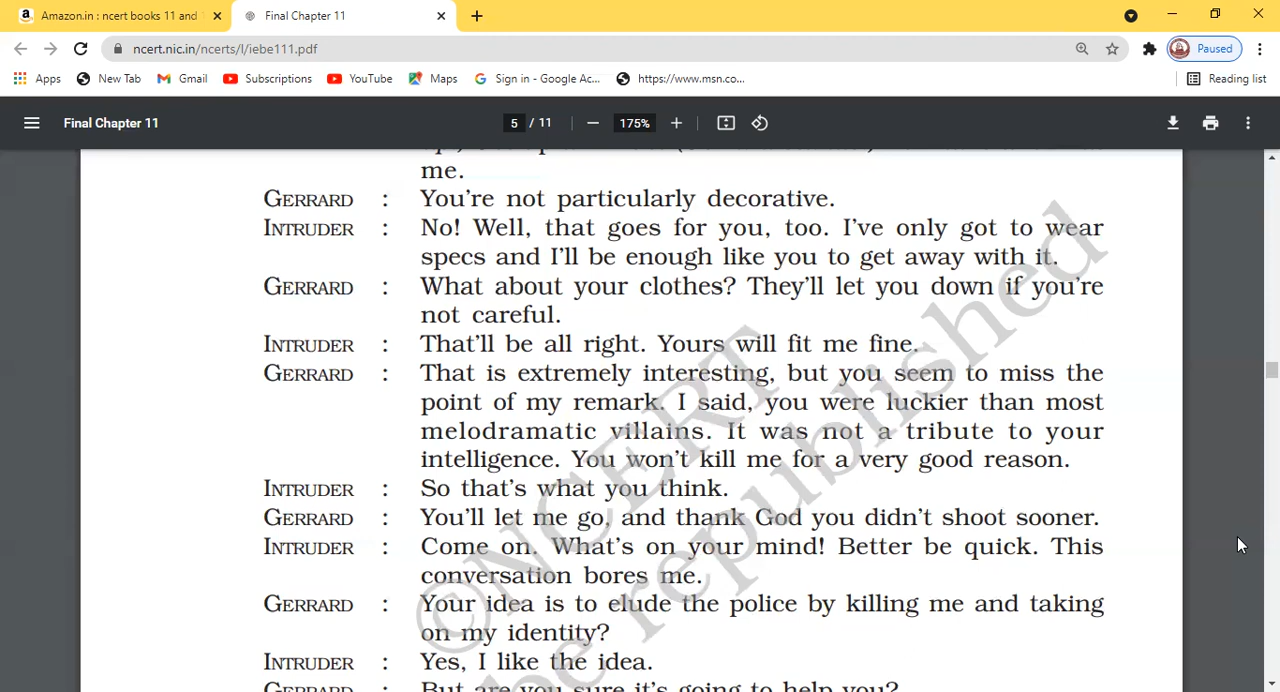 Amazon.in : ncert books 11 and
Final Chapter 11
ncert.nic.in/ncerts/l/iebe111.pdf
Paused
Apps
New Tab
Gmail
Subscriptions
YouTube
Maps
Sign in - Google Ac...
https://www.msn.co...
Reading list
Final Chapter 11
5 / 11
175%
me.
GERRARD : You're not particularly decorative.
INTRUDER : No! Well, that goes for you, too. I've only got to wear
specs and I'll be enough like you to get away with it.
GERRARD : What about your clothes? They'll let you down if you're
not careful.
INTRUDER : That'll be all right. Yours will fit me fine.
GERRARD : That is extremely interesting, but you seem to miss the
point of my remark. I said, you were luckier than most
melodramatic villains. It was not a tribute to your
intelligence. You won't kill me for a very good reason.
INTRUDER : So that's what you think.
GERRARD : You'll let me go, and thank God you didn't shoot sooner.
INTRUDER : Come on. What's on your mind! Better be quick. This
conversation bores me.
GERRARD : Your idea is to elude the police by killing me and taking
on my identity?
INTRUDER : Yes, I like the idea.
GERRARD : But are you sure it's going to help you?
©NCERT
be republished